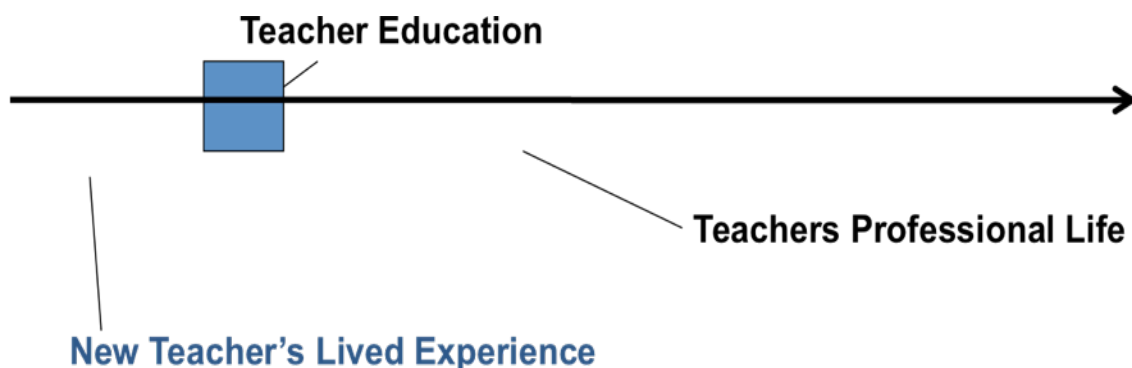 Teacher Education
Teachers Professional Life
New Teacher’s Lived Experience